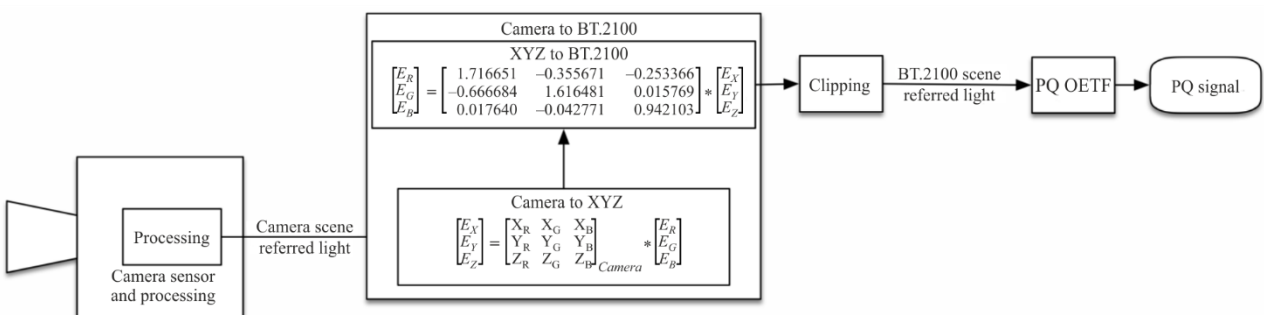 Camera to BT.2100
XYZ to BT.2100
[E_R] [1.716651 –0.355671 –0.253366] [E_X]
[E_G] = [–0.666684 1.616481 0.015769] * [E_Y]
[E_B] [0.017640 –0.042771 0.942103] [E_Z]
Clipping
BT.2100 scene
referred light
PQ OETF
PQ signal
Camera to XYZ
[E_X] [X_R X_G X_B] [E_R]
[E_Y] = [Y_R Y_G Y_B] * [E_G]
[E_Z] [Z_R Z_G Z_B]_Camera [E_B]
Processing
Camera scene
referred light
Camera sensor
and processing